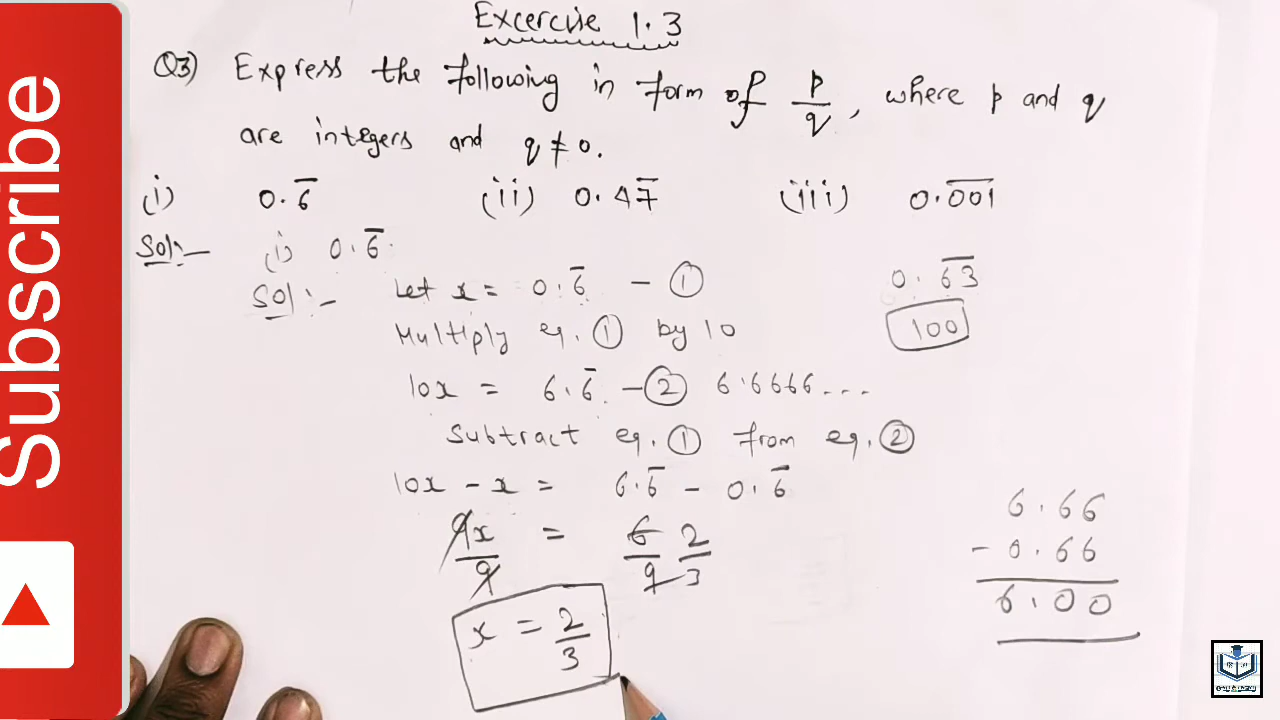 Subscribe
Excercise 1.3
Q3) Express the following in form of p/q, where p and q
are integers and q ≠ 0.
(i) 0.6̅ (ii) 0.47̅ (iii) 0.0̅0̅1̅
Sol:- (i) 0.6̅.
Sol:- Let x = 0.6̅ - ① 0.6̅3̅
Multiply eq. ① by 10 100
10x = 6.6̅. - ② 6.6666...
Subtract eq. ① from eq. ②
10x - x = 6.6̅ - 0.6̅
9x/9 = 6/9 2/3
x = 2/3
6.66
- 0.66
6.00